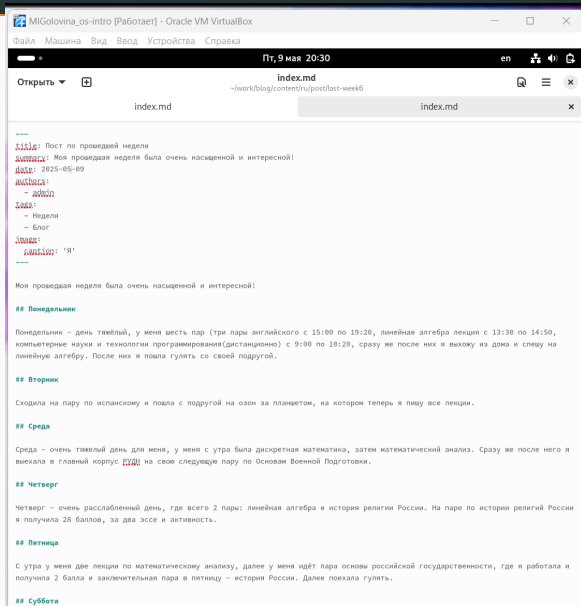 MIGolovina_os-intro [Работает] - Oracle VM VirtualBox
Файл Машина Вид Ввод Устройства Справка
Пт, 9 мая 20:30
en
Открыть
index.md
~/work/blog/content/ru/post/last-week6
index.md
index.md
---
title: Пост по прошедшей недели
summary: Моя прошедшая неделя была очень насыщенной и интересной!
date: 2025-05-09
authors:
- admin
tags:
- Неделя
- Блог
image:
caption: 'Я'
---
Моя прошедшая неделя была очень насыщенной и интересной!
## Понедельник
Понедельник - день тяжёлый, у меня шесть пар (три пары английского с 15:00 по 19:20, линейная алгебра лекция с 13:30 по 14:50,
компьютерные науки и технологии программирования(дистанционно) с 9:00 по 10:20, сразу же после них я выхожу из дома и спешу на
линейную алгебру. После них я пошла гулять со своей подругой.
## Вторник
Сходила на пару по испанскому и пошла с подругой на озон за планшетом, на котором теперь я пишу все лекции.
## Среда
Среда - очень тяжелый день для меня, у меня с утра была дискретная математика, затем математический анализ. Сразу же после него я
выехала в главный корпус РУДН на свою следующую пару по Основам Военной Подготовки.
## Четверг
Четверг - очень расслабленный день, где всего 2 пары: линейная алгебра и история религии России. На паре по истории религий России
я получила 28 баллов, за два эссе и активность.
## Пятница
С утра у меня две лекции по математическому анализу, далее у меня идёт пара основы российской государственности, где я работала и
получила 2 балла и заключительная пара в пятницу - история России. Далее поехала гулять.
## Суббота